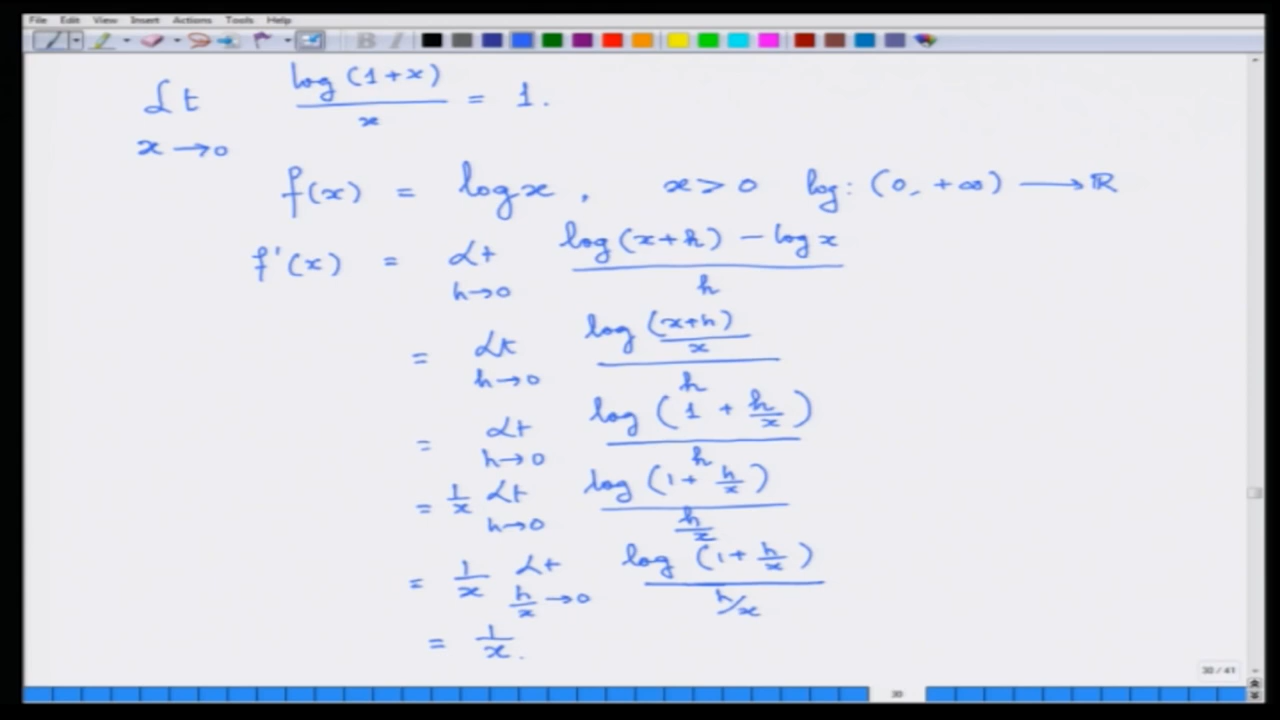 File Edit View Insert Actions Tools Help
Lt log (1+x) / x = 1.
x → 0
f(x) = log x , x > 0 log : (0, +∞) → ℝ
f'(x) = Lt h→0 log (x+h) - log x / h
= Lt h→0 log (x+h)/x / h
= Lt h→0 log (1 + h/x) / h
= 1/x Lt h→0 log (1 + h/x) / h/x
= 1/x Lt h/x→0 log (1 + h/x) / h/x
= 1/x.
30 / 41
30